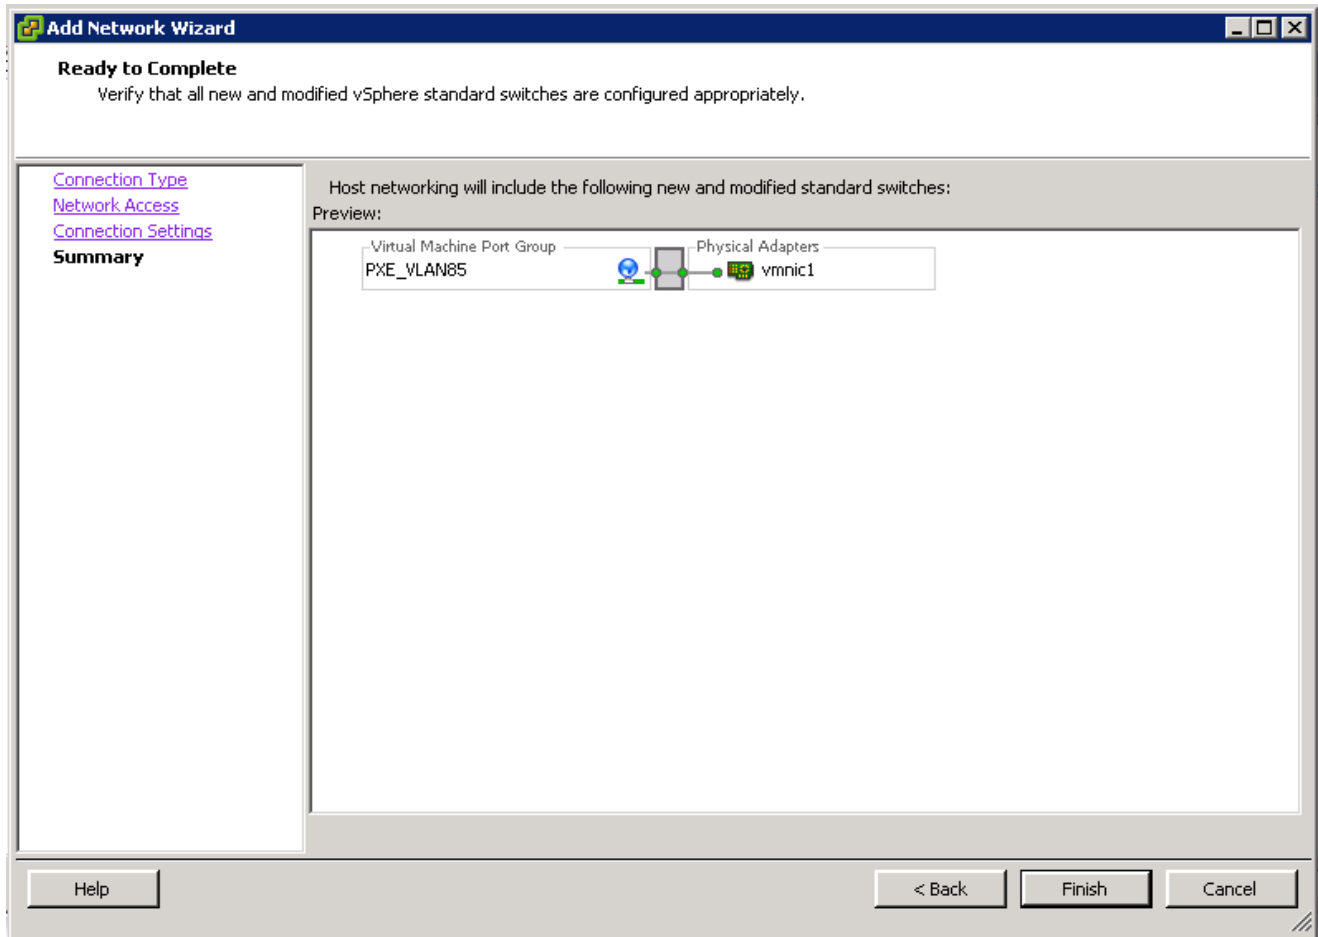 Add Network Wizard
Ready to Complete
Verify that all new and modified vSphere standard switches are configured appropriately.
Connection Type
Network Access
Connection Settings
Summary
Host networking will include the following new and modified standard switches:
Preview:
Virtual Machine Port Group
Physical Adapters
PXE_VLAN85
vmnic1
Help
< Back
Finish
Cancel